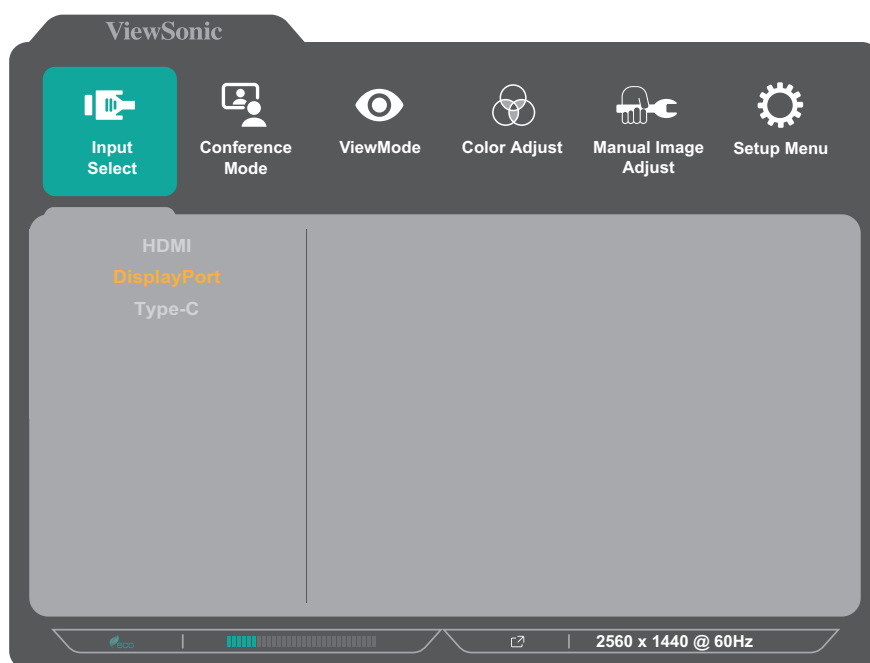 ViewSonic
Input
Select
Conference
Mode
ViewMode
Color Adjust
Manual Image
Adjust
Setup Menu
HDMI
DisplayPort
Type-C
eco
2560 x 1440 @ 60Hz